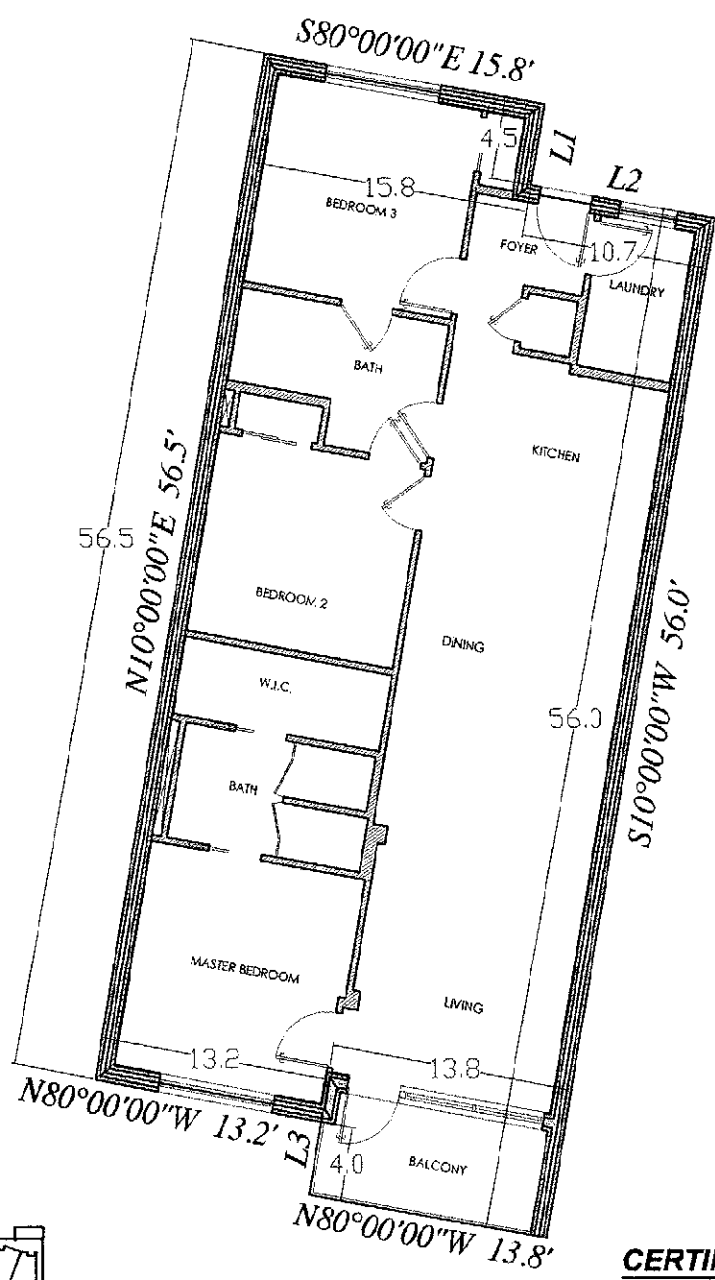 S80°00'00"E 15.8'
4.5
L1
L2
15.8
BEDROOM 3
FOYER
10.7
LAUNDRY
BATH
KITCHEN
N10°00'00"E 56.5'
56.5
BEDROOM 2
DINING
S10°00'00"W 56.0'
W.I.C.
56.0
BATH
MASTER BEDROOM
LIVING
13.2
13.8
N80°00'00"W 13.2'
L3
4.0
BALCONY
N80°00'00"W 13.8'